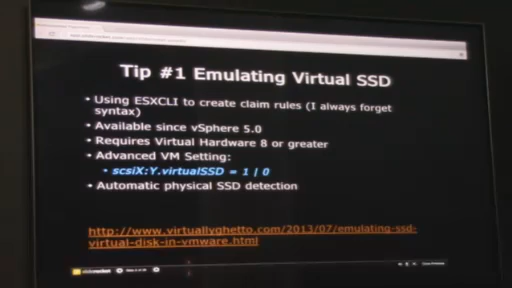 Tip #1 Emulating Virtual SSD
• Using ESXCLI to create claim rules (I always forget
syntax)
• Available since vSphere 5.0
• Requires Virtual Hardware 8 or greater
• Advanced VM Setting:
• scsiX:Y.virtualSSD = 1 | 0
• Automatic physical SSD detection
http://www.virtuallyghetto.com/2013/07/emulating-ssd-
virtual-disk-in-vmware.html
sliderocket